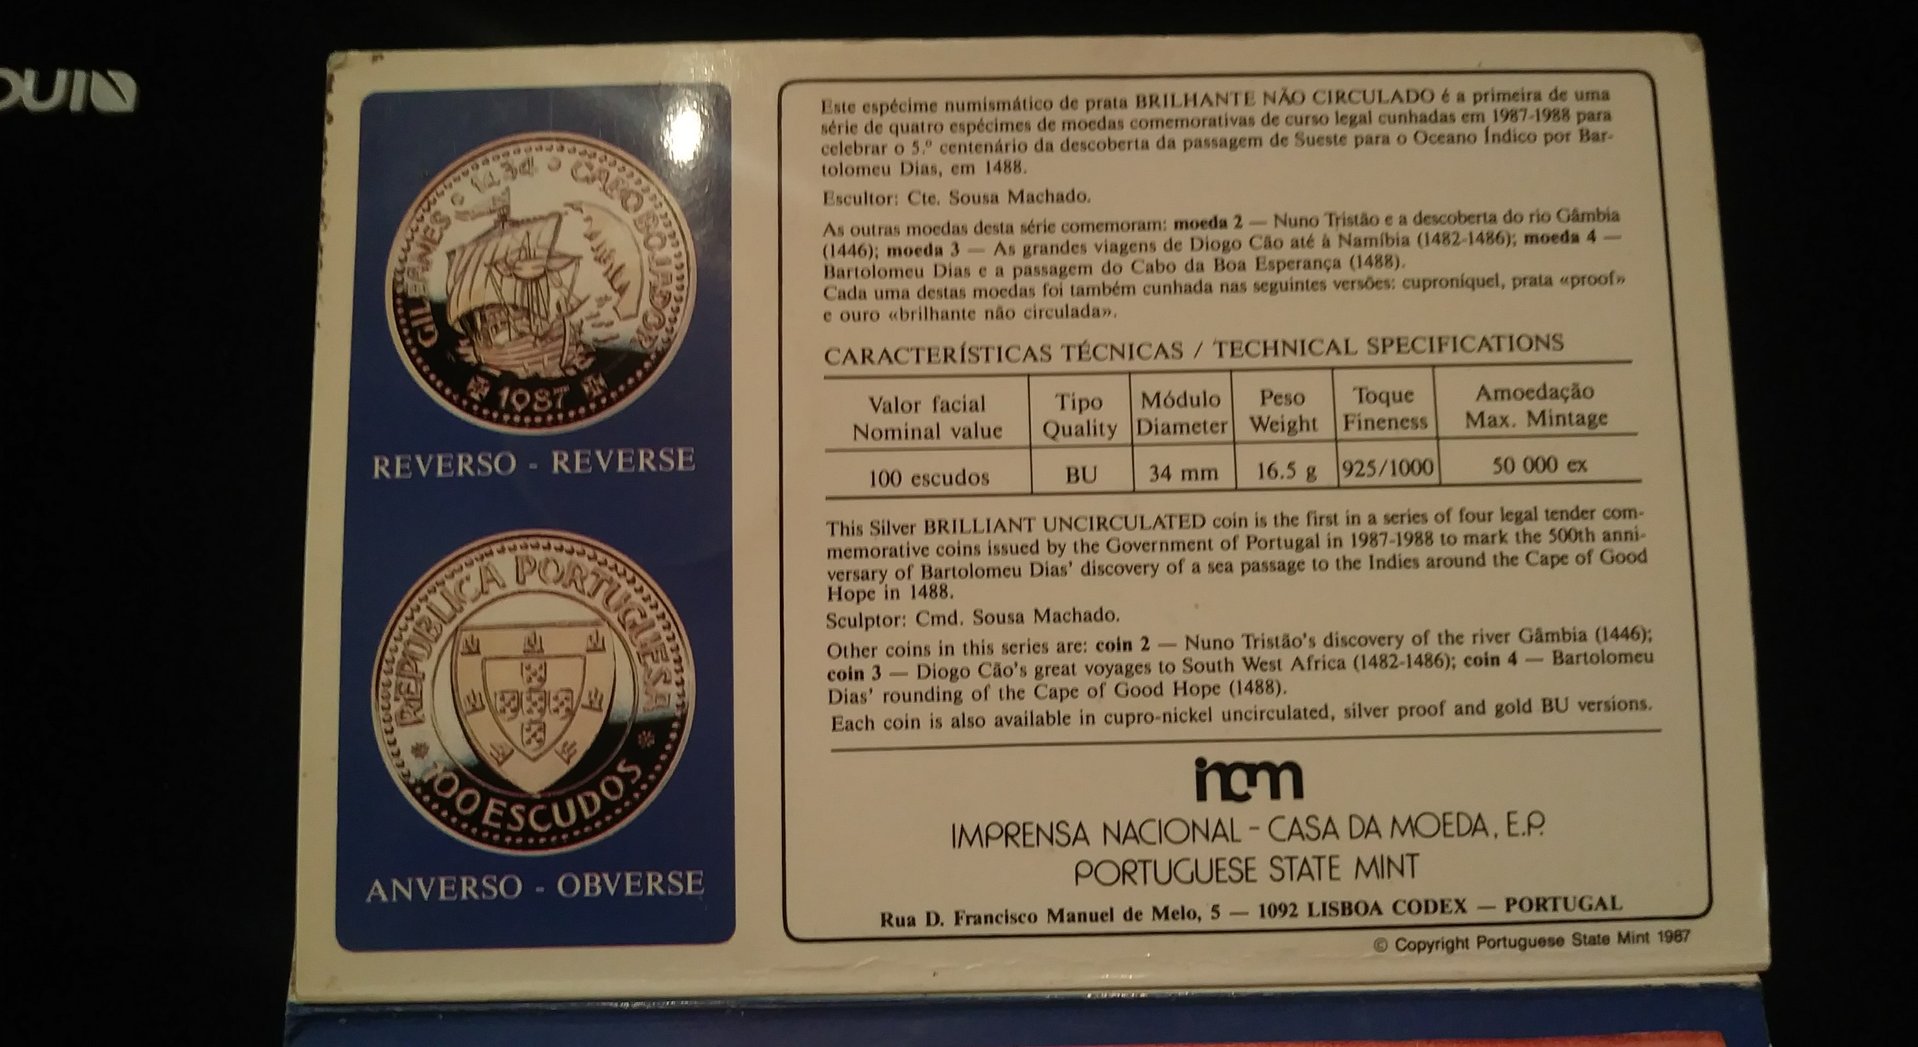 GIL EANES · 1434 · CABO BOJADOR
1987
REVERSO - REVERSE
REPÚBLICA PORTUGUESA
100 ESCUDOS
ANVERSO - OBVERSE
Este espécime numismático de prata BRILHANTE NÃO CIRCULADO é a primeira de uma
série de quatro espécimes de moedas comemorativas de curso legal cunhadas em 1987-1988 para
celebrar o 5.º centenário da descoberta da passagem de Sueste para o Oceano Índico por Bar-
tolomeu Dias, em 1488.
Escultor: Cte. Sousa Machado.
As outras moedas desta série comemoram: moeda 2 — Nuno Tristão e a descoberta do rio Gâmbia
(1446); moeda 3 — As grandes viagens de Diogo Cão até à Namíbia (1482-1486); moeda 4 —
Bartolomeu Dias e a passagem do Cabo da Boa Esperança (1488).
Cada uma destas moedas foi também cunhada nas seguintes versões: cuproníquel, prata «proof»
e ouro «brilhante não circulada».
CARACTERÍSTICAS TÉCNICAS / TECHNICAL SPECIFICATIONS
Valor facial Tipo Módulo Peso Toque Amoedação
Nominal value Quality Diameter Weight Fineness Max. Mintage
100 escudos BU 34 mm 16.5 g 925/1000 50 000 ex
This Silver BRILLIANT UNCIRCULATED coin is the first in a series of four legal tender com-
memorative coins issued by the Government of Portugal in 1987-1988 to mark the 500th anni-
versary of Bartolomeu Dias' discovery of a sea passage to the Indies around the Cape of Good
Hope in 1488.
Sculptor: Cmd. Sousa Machado.
Other coins in this series are: coin 2 — Nuno Tristão's discovery of the river Gâmbia (1446);
coin 3 — Diogo Cão's great voyages to South West Africa (1482-1486); coin 4 — Bartolomeu
Dias' rounding of the Cape of Good Hope (1488).
Each coin is also available in cupro-nickel uncirculated, silver proof and gold BU versions.
incm
IMPRENSA NACIONAL - CASA DA MOEDA, E.P.
PORTUGUESE STATE MINT
Rua D. Francisco Manuel de Melo, 5 — 1092 LISBOA CODEX — PORTUGAL
© Copyright Portuguese State Mint 1987